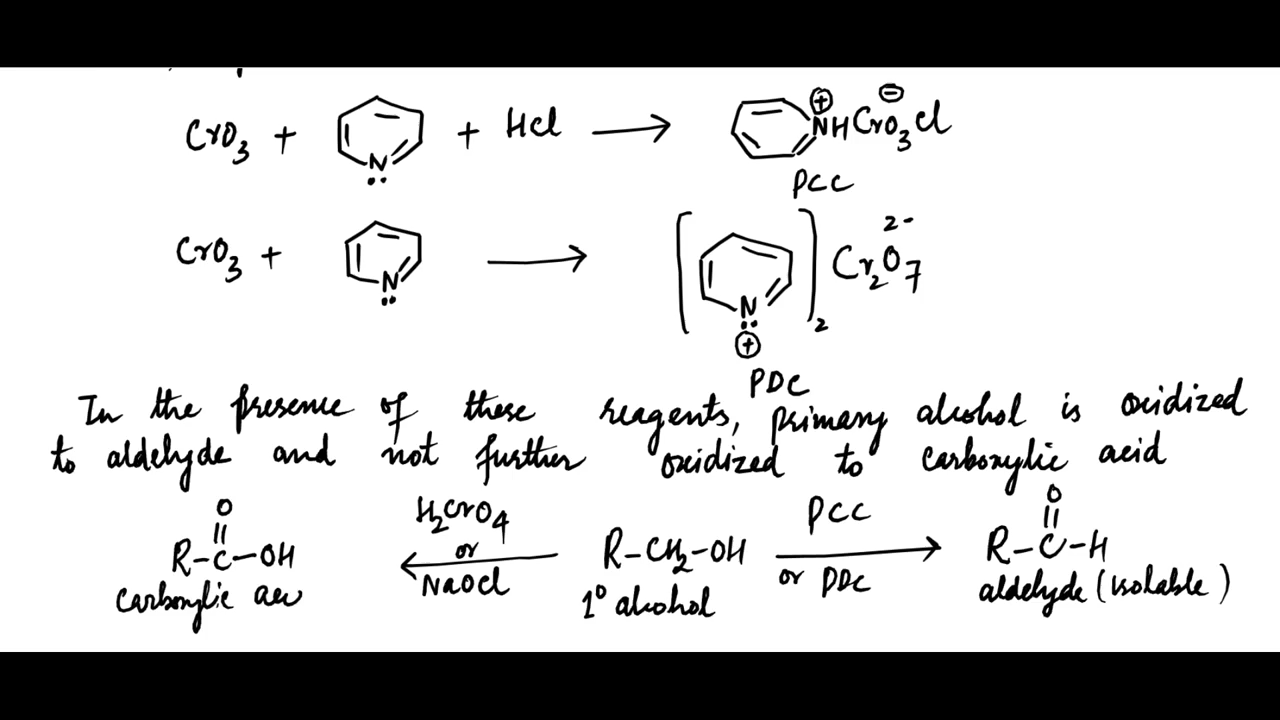 CrO₃ + N + HCl ⟶ ⊕NHCrO₃Cl ⊖
PCC
CrO₃ + N ⟶ [N ⊕]₂ Cr₂O₇ ²⁻
PDC
In the presence of these reagents, primary alcohol is oxidized
to aldehyde and not further oxidized to carboxylic acid
R-C(=O)-OH ⟵ H₂CrO₄ or NaOCl R-CH₂-OH ⟶ PCC or PDC R-C(=O)-H
carboxylic 1° alcohol aldehyde (isolable)